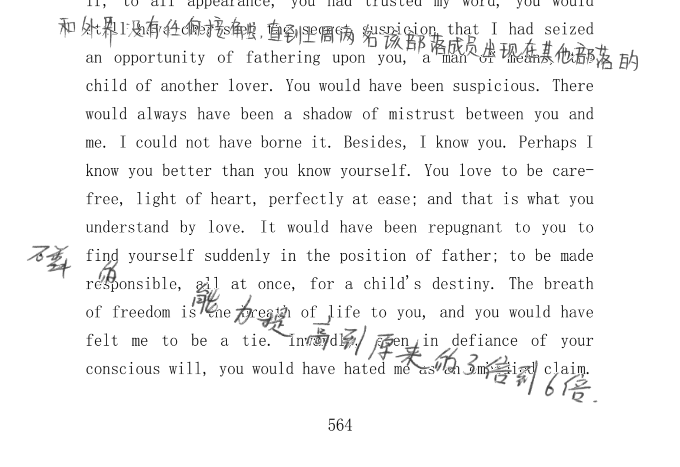 to all appearance, you had trusted my word, you would
和外界没有任何接触,直到上周两名该部落成员出现在其他部落的
secret suspicion that I had seized
an opportunity of fathering upon you, a man of means, the
child of another lover. You would have been suspicious. There
would always have been a shadow of mistrust between you and
me. I could not have borne it. Besides, I know you. Perhaps I
know you better than you know yourself. You love to be care-
free, light of heart, perfectly at ease; and that is what you
understand by love. It would have been repugnant to you to
find yourself suddenly in the position of father; to be made
responsible, all at once, for a child's destiny. The breath
of freedom is the breath of life to you, and you would have
felt me to be a tie. Inwardly, even in defiance of your
conscious will, you would have hated me as an claim.
的能力提高到原来的3倍到6倍.
564